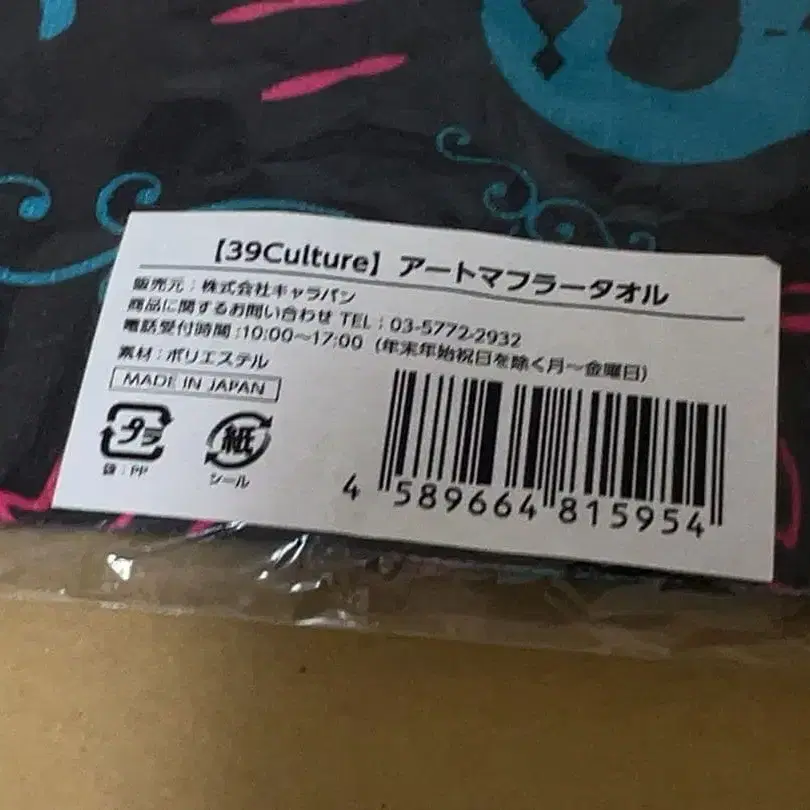 【39Culture】アートマフラータオル
販売元：株式会社キャラバン
商品に関するお問い合わせ TEL：03-5772-2932
電話受付時間:10:00～17:00（年末年始祝日を除く月～金曜日）
素材：ポリエステル
MADE IN JAPAN
プラ
袋：PP
紙
シール
4 589664 815954